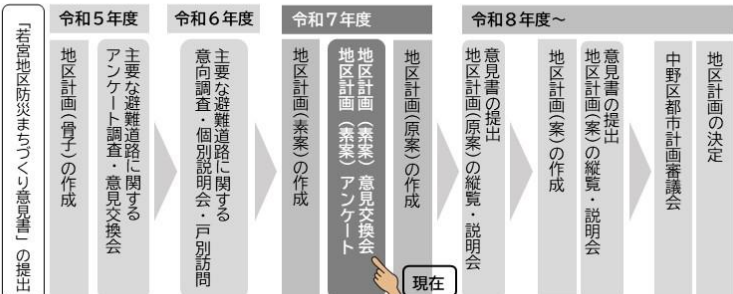 「若宮地区防災まちづくり意見書」の提出
令和5年度
地区計画（骨子）の作成
主要な避難道路に関する
アンケート調査・意見交換会
令和6年度
主要な避難道路に関する
意向調査・個別説明会・戸別訪問
令和7年度
地区計画（素案）の作成
地区計画（素案）意見交換会
地区計画（素案）アンケート
地区計画（原案）の作成
現在
令和8年度～
意見書の提出
地区計画（原案）の縦覧・説明会
地区計画（案）の作成
意見書の提出
地区計画（案）の縦覧・説明会
中野区都市計画審議会
地区計画の決定